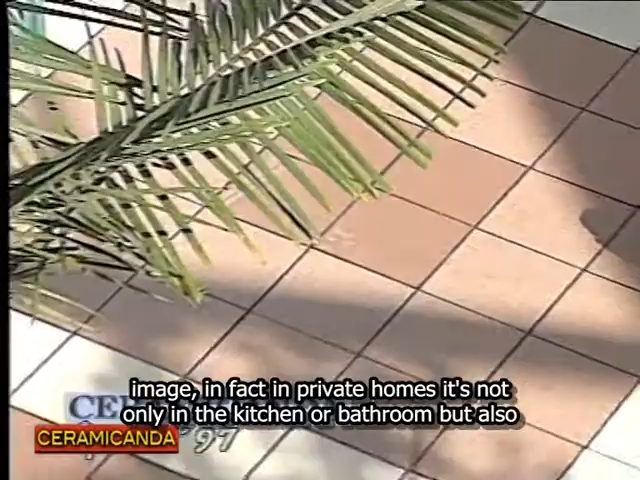 image, in fact in private homes it's not
only in the kitchen or bathroom but also
CERAMICANDA
'97